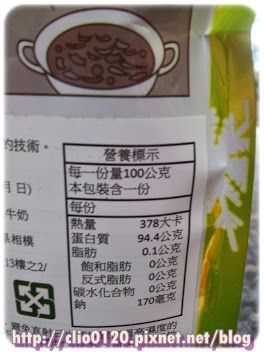 的技術。
營養標示
每一份量100公克
本包裝含一份
每份
熱量 378大卡
蛋白質 94.4公克
脂肪 0.1公克
飽和脂肪 0公克
反式脂肪 0公克
碳水化合物 0公克
鈉 170毫克
月 日)
牛奶
黑相模
13樓之2/
http://clio0120.pixnet.net/blog